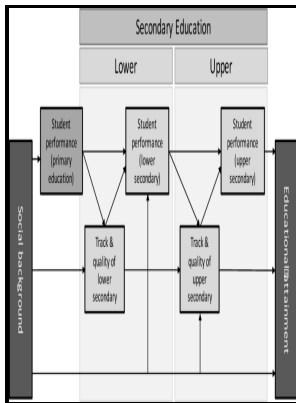 Secondary Education
Lower
Upper
Student
performance
(primary
education)
Student
performance
(lower
secondary)
Student
performance
(upper
secondary)
Track &
quality of
lower
secondary
Track &
quality of
upper
secondary
Social background
Educational